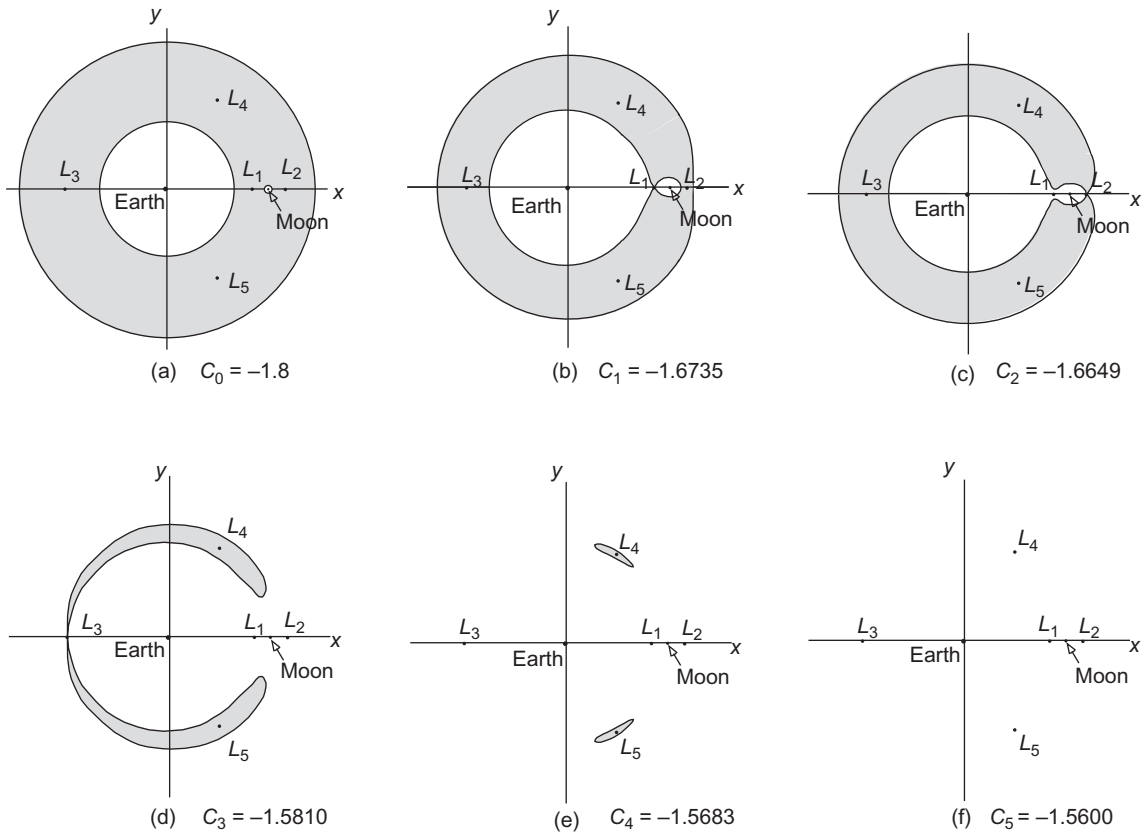 y
L4
L3
L1
L2
x
Earth
Moon
L5
(a) C0 = –1.8
y
L4
L3
L1
L2
x
Earth
Moon
L5
(b) C1 = –1.6735
y
L4
L3
L1
L2
x
Earth
Moon
L5
(c) C2 = –1.6649
y
L4
L3
L1
L2
x
Earth
Moon
L5
(d) C3 = –1.5810
y
L4
L3
L1
L2
x
Earth
Moon
L5
(e) C4 = –1.5683
y
L4
L3
L1
L2
x
Earth
Moon
L5
(f) C5 = –1.5600